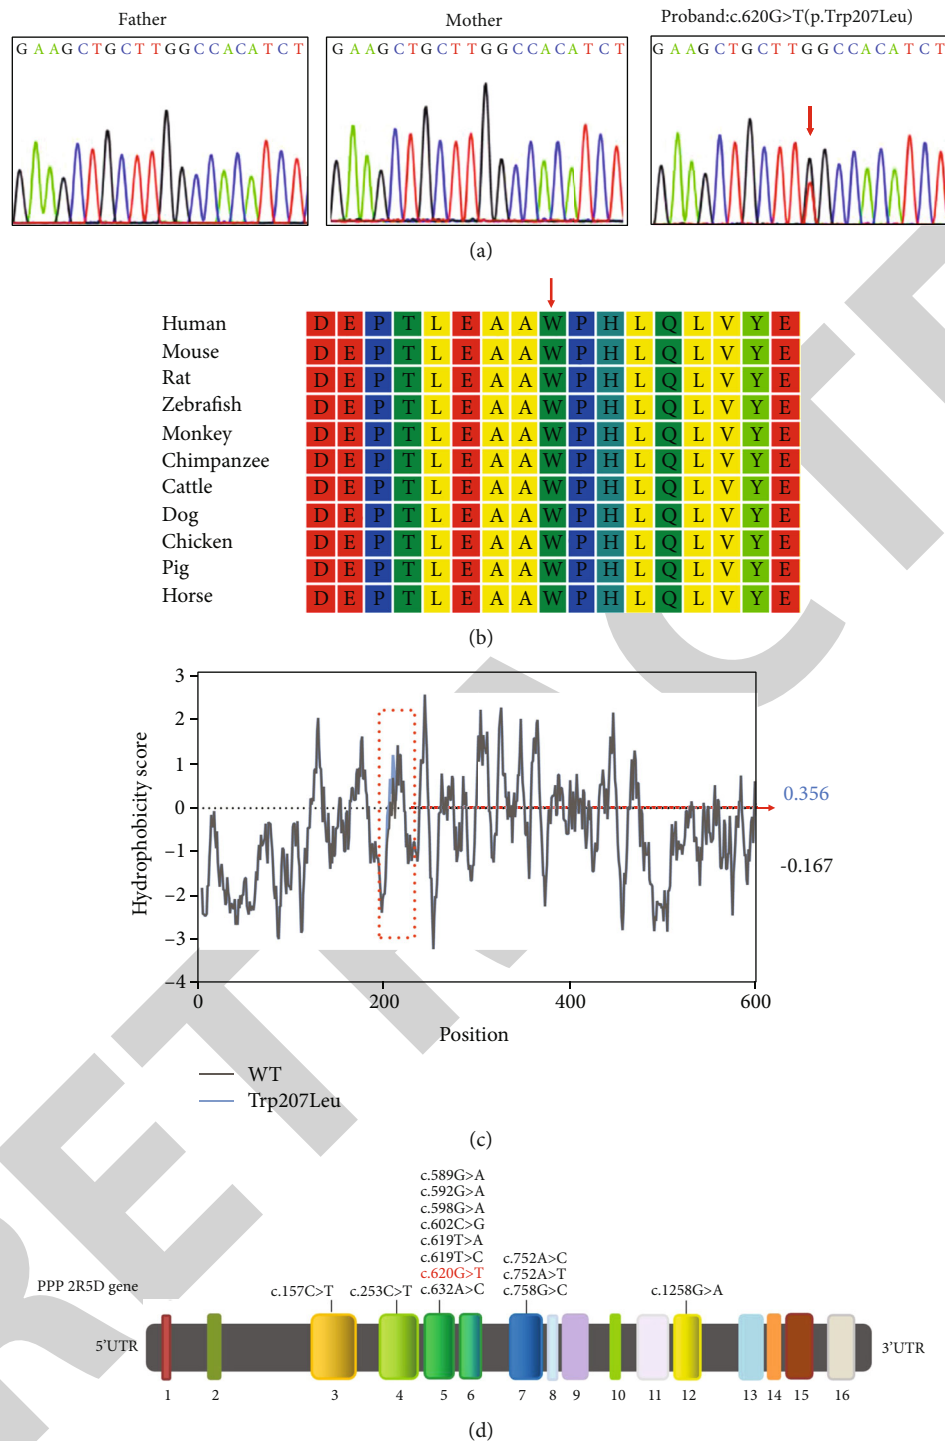 Father
Mother
Proband:c.620G>T(p.Trp207Leu)
G A A G C T G C T T G G C C A C A T C T
G A A G C T G C T T G G C C A C A T C T
G A A G C T G C T T G G C C A C A T C T
(a)
Human D E P T L E A A W P H L Q L V Y E
Mouse D E P T L E A A W P H L Q L V Y E
Rat D E P T L E A A W P H L Q L V Y E
Zebrafish D E P T L E A A W P H L Q L V Y E
Monkey D E P T L E A A W P H L Q L V Y E
Chimpanzee D E P T L E A A W P H L Q L V Y E
Cattle D E P T L E A A W P H L Q L V Y E
Dog D E P T L E A A W P H L Q L V Y E
Chicken D E P T L E A A W P H L Q L V Y E
Pig D E P T L E A A W P H L Q L V Y E
Horse D E P T L E A A W P H L Q L V Y E
(b)
Hydrophobicity score
3
2
1
0
−1
−2
−3
−4
0.356
-0.167
0 200 400 600
Position
WT
Trp207Leu
(c)
c.589G>A
c.592G>A
c.598G>A
c.602C>G
c.619T>A
c.619T>C
c.620G>T
c.632A>C
c.752A>C
c.752A>T
c.758G>C
PPP 2R5D gene
c.157C>T
c.253C>T
c.1258G>A
5'UTR
3'UTR
1 2 3 4 5 6 7 8 9 10 11 12 13 14 15 16
(d)
RETRACTE